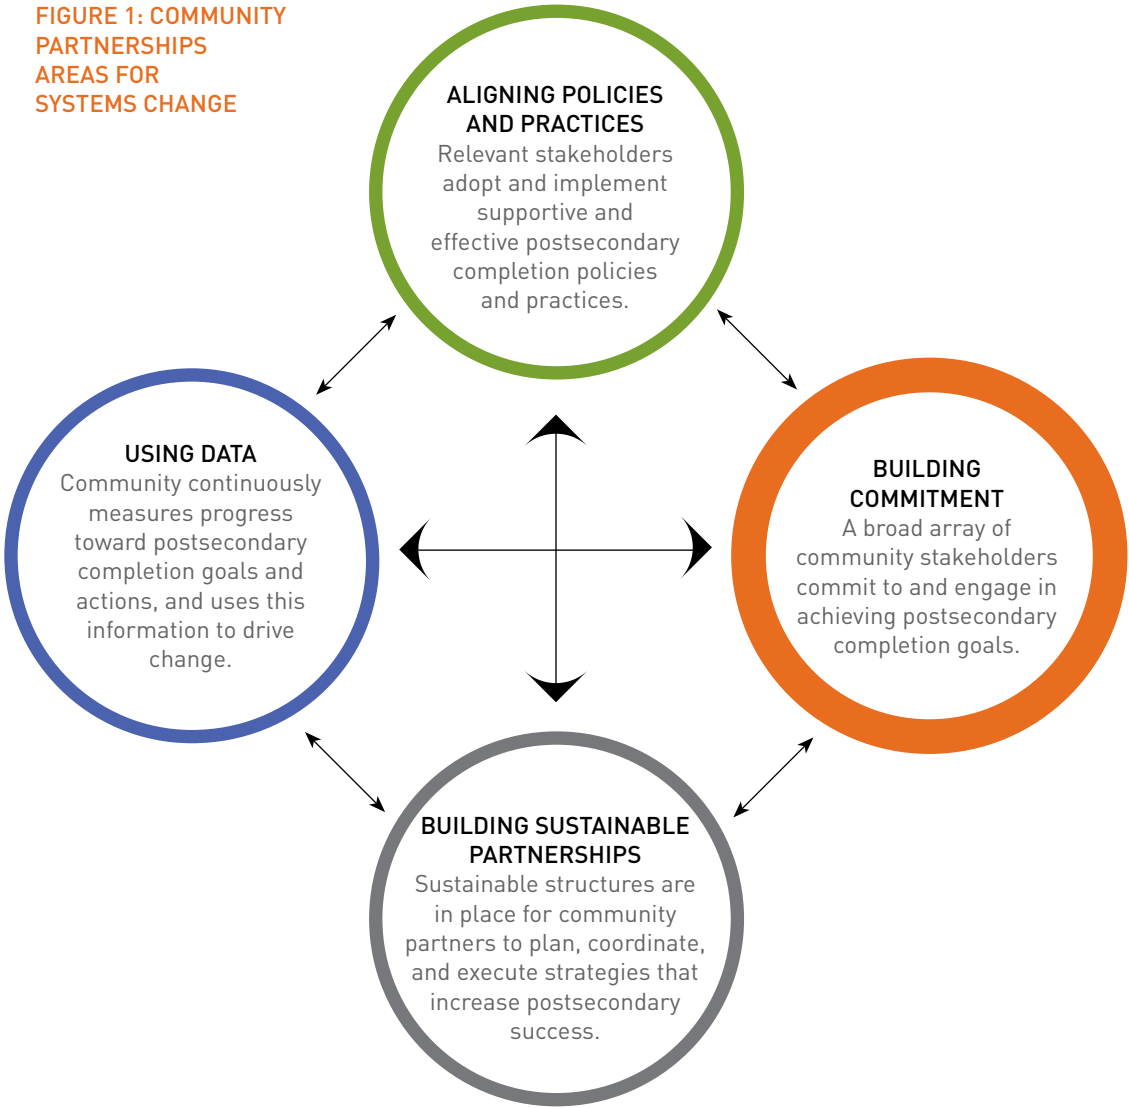 FIGURE 1: COMMUNITY
PARTNERSHIPS
AREAS FOR
SYSTEMS CHANGE
ALIGNING POLICIES
AND PRACTICES
Relevant stakeholders
adopt and implement
supportive and
effective postsecondary
completion policies
and practices.
USING DATA
Community continuously
measures progress
toward postsecondary
completion goals and
actions, and uses this
information to drive
change.
BUILDING
COMMITMENT
A broad array of
community stakeholders
commit to and engage in
achieving postsecondary
completion goals.
BUILDING SUSTAINABLE
PARTNERSHIPS
Sustainable structures are
in place for community
partners to plan, coordinate,
and execute strategies that
increase postsecondary
success.